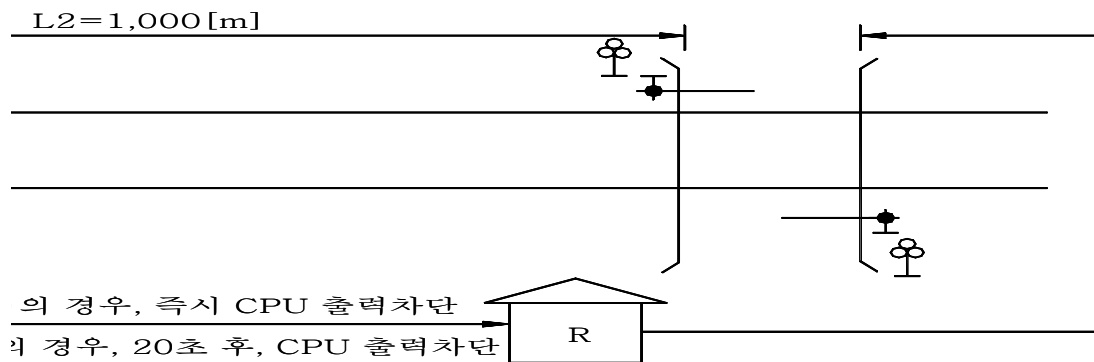 L2=1,000[m]
의 경우, 즉시 CPU 출력차단
경우, 20초 후, CPU 출력차단
R